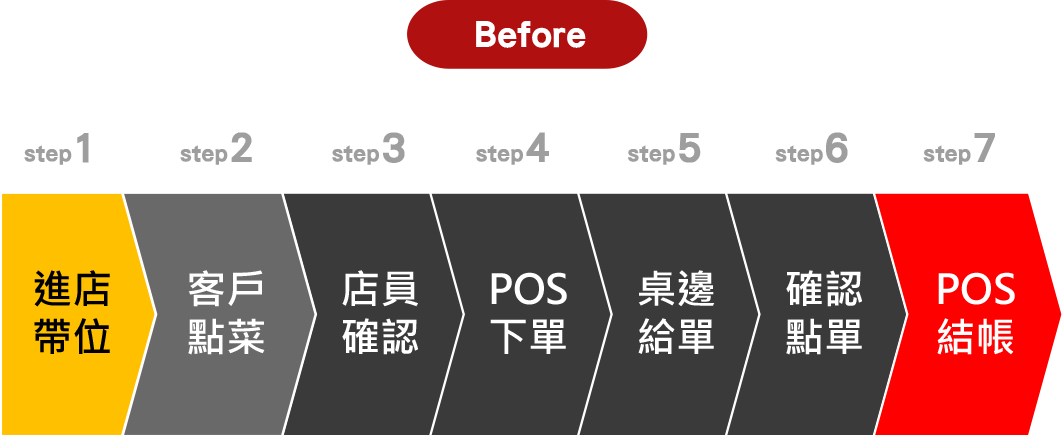 Before
step1
step2
step3
step4
step5
step6
step7
進店
帶位
客戶
點菜
店員
確認
POS
下單
桌邊
給單
確認
點單
POS
結帳